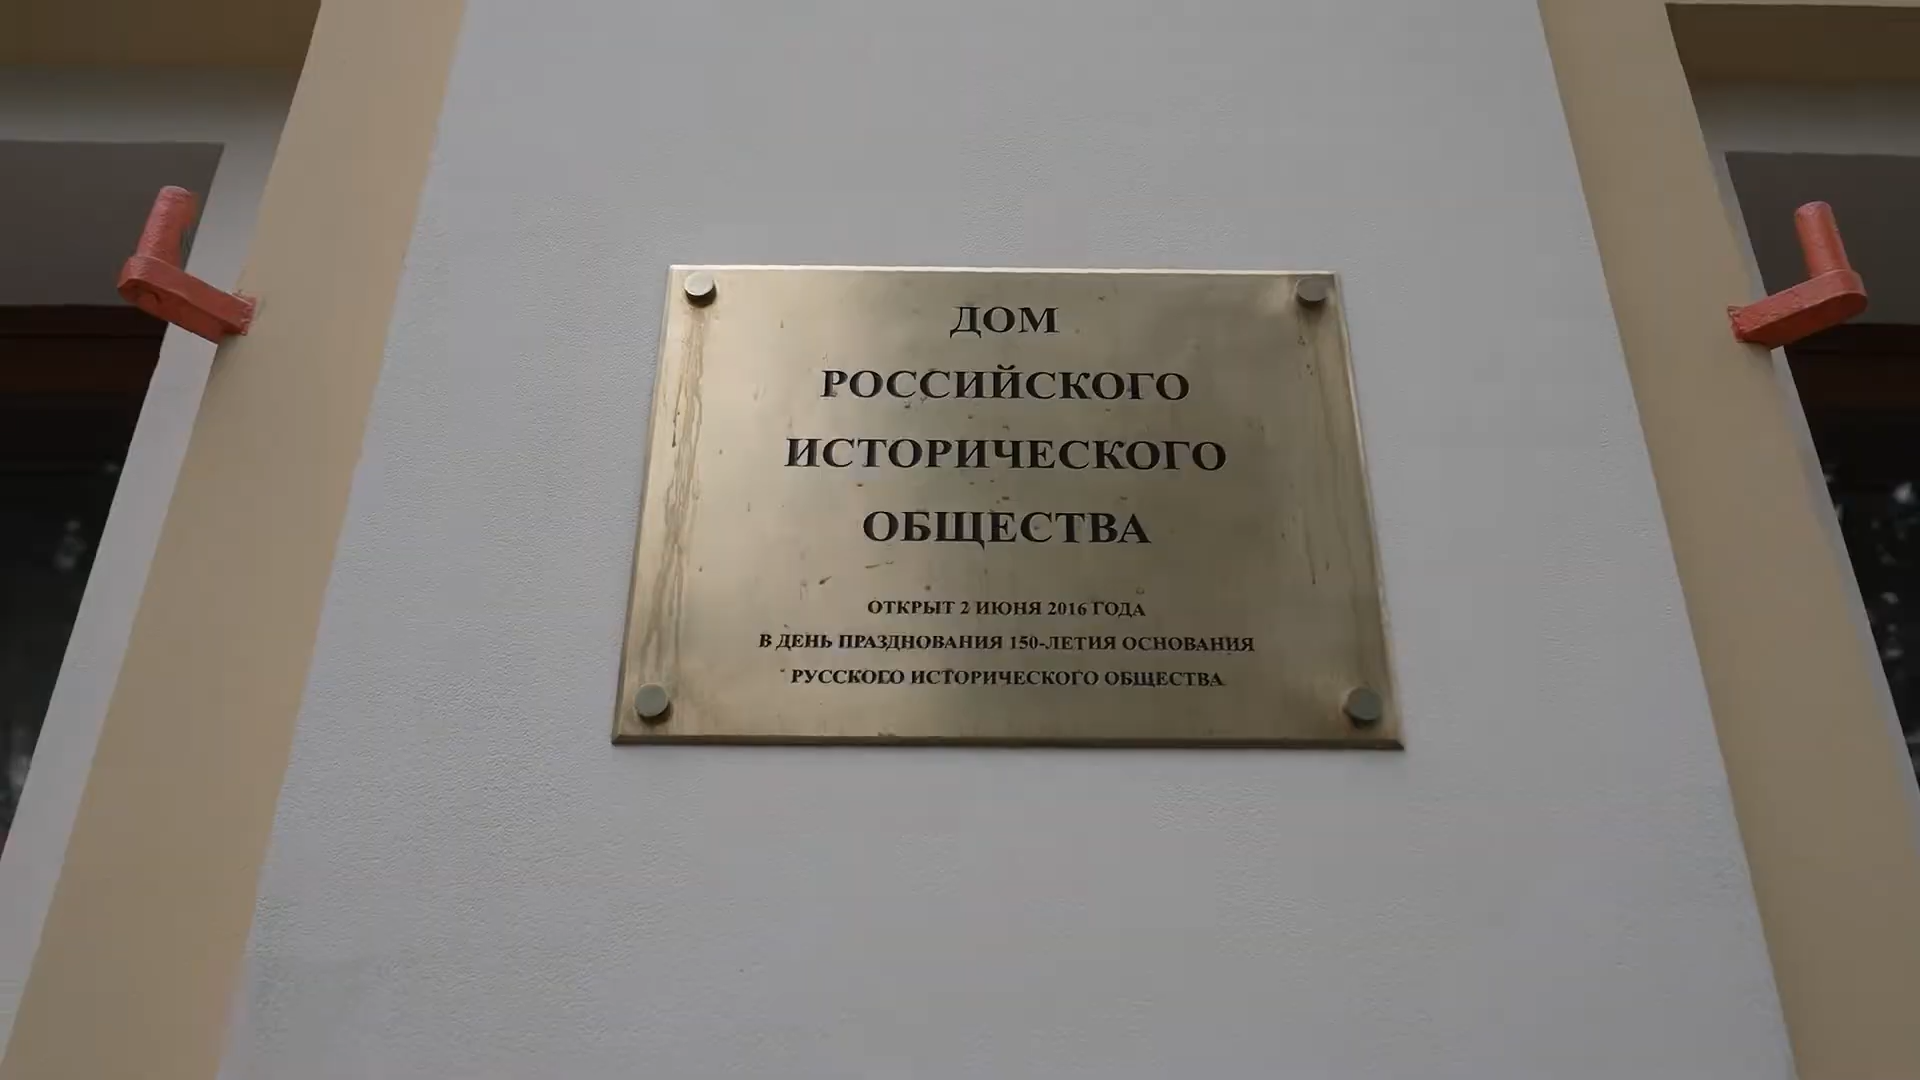 ДОМ
РОССИЙСКОГО
ИСТОРИЧЕСКОГО
ОБЩЕСТВА
ОТКРЫТ 2 ИЮНЯ 2016 ГОДА
В ДЕНЬ ПРАЗДНОВАНИЯ 150-ЛЕТИЯ ОСНОВАНИЯ
РУССКОГО ИСТОРИЧЕСКОГО ОБЩЕСТВА